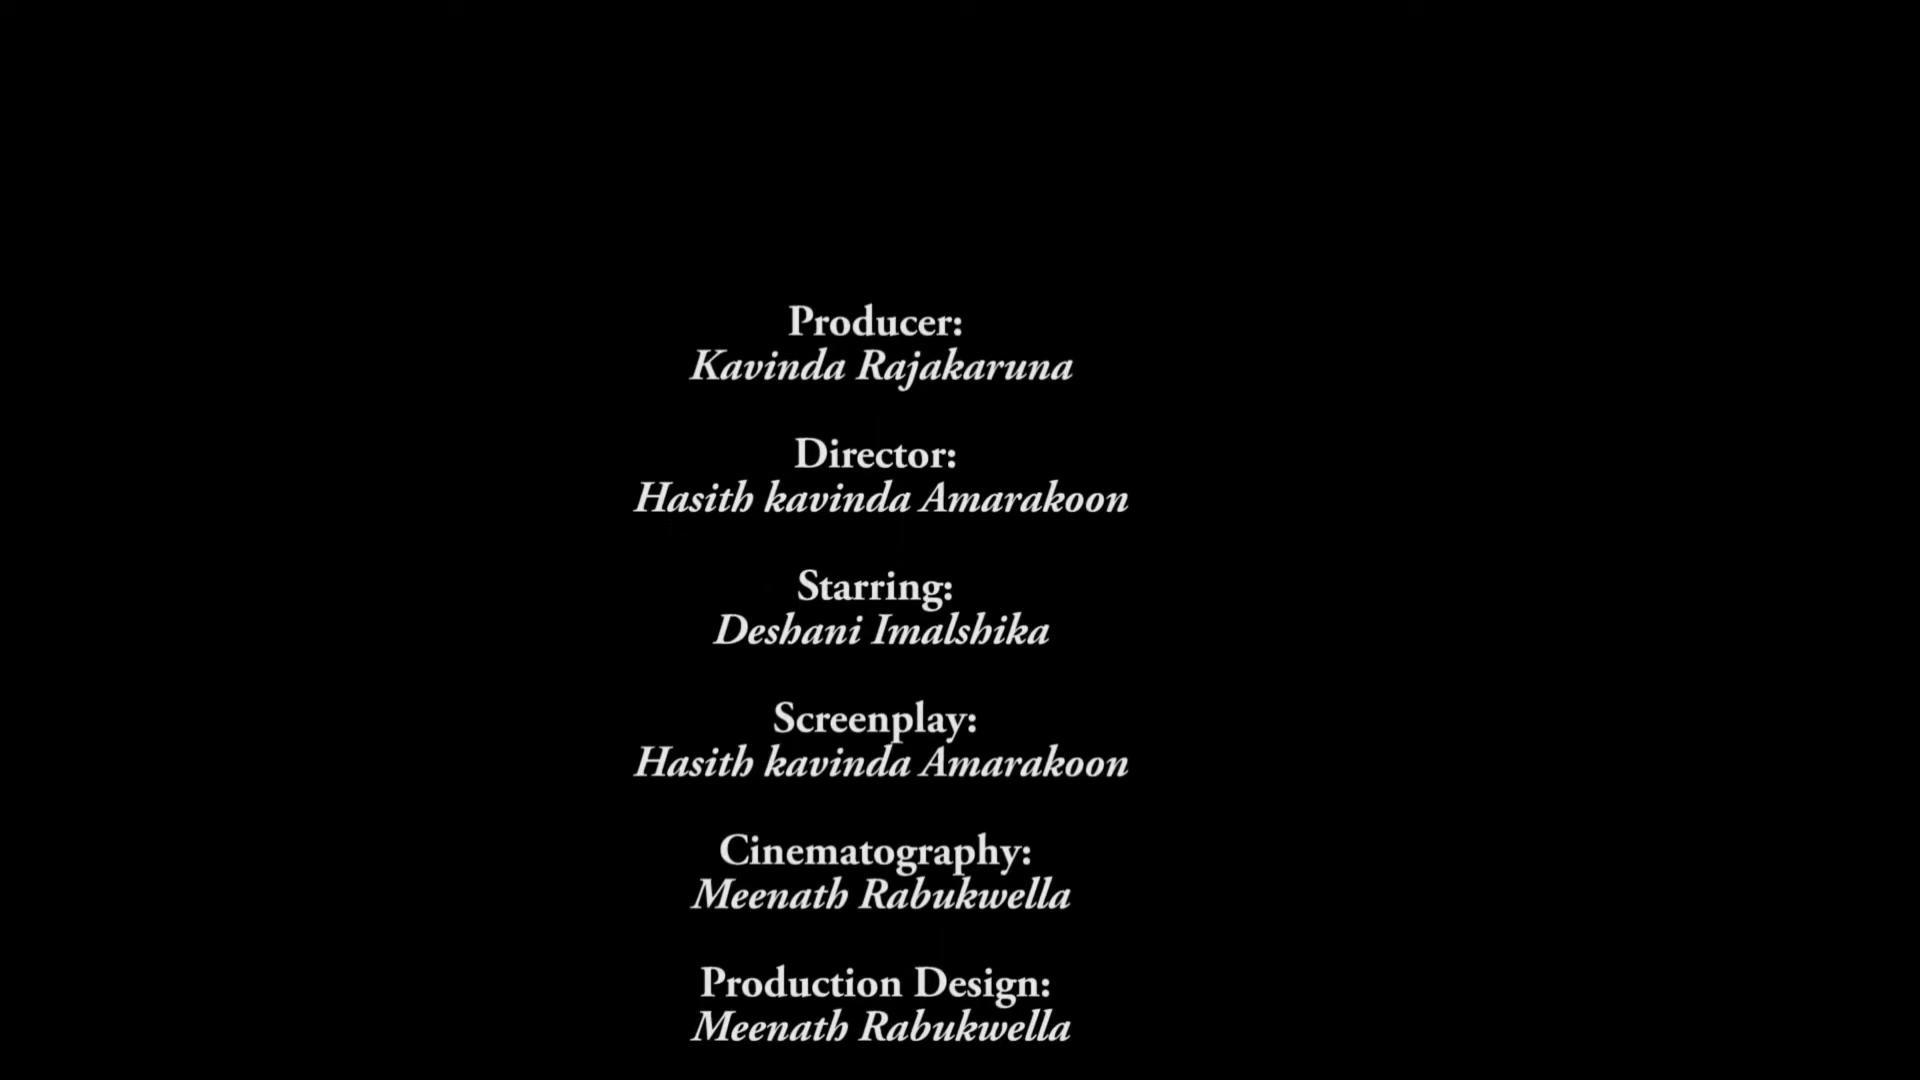 Producer:
Kavinda Rajakaruna
Director:
Hasith kavinda Amarakoon
Starring:
Deshani Imalshika
Screenplay:
Hasith kavinda Amarakoon
Cinematography:
Meenath Rabukwella
Production Design:
Meenath Rabukwella